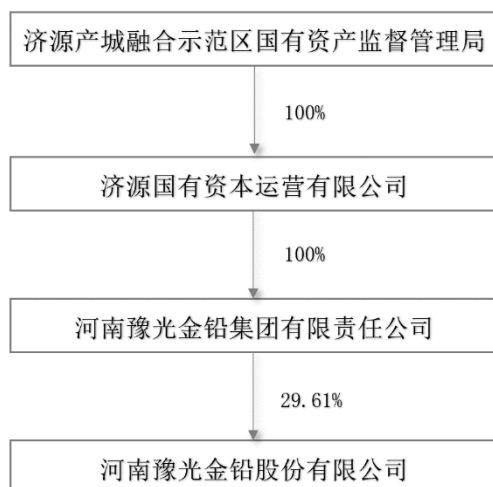 济源产城融合示范区国有资产监督管理局
100%
济源国有资本运营有限公司
100%
河南豫光金铅集团有限责任公司
29.61%
河南豫光金铅股份有限公司